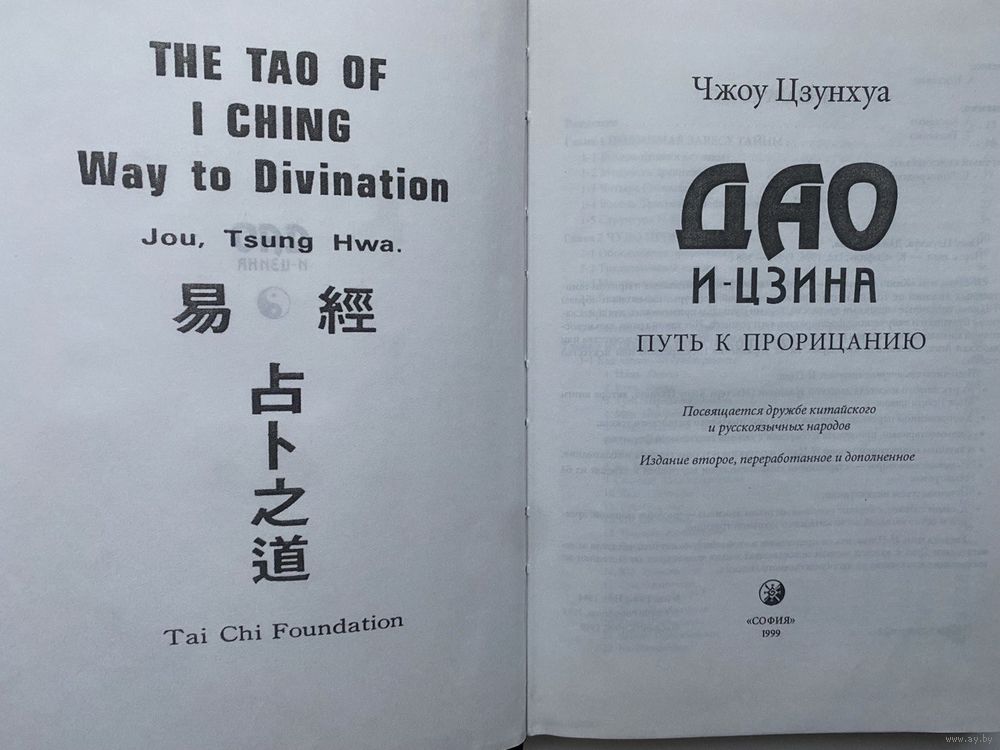 THE TAO OF
I CHING
Way to Divination
Jou, Tsung Hwa.
易 經
占
卜
之
道
Tai Chi Foundation
Чжоу Цзунхуа
ДАО
И-ЦЗИНА
ПУТЬ К ПРОРИЦАНИЮ
Посвящается дружбе китайского
и русскоязычных народов
Издание второе, переработанное и дополненное
«СОФИЯ»
1999
www.ay.by